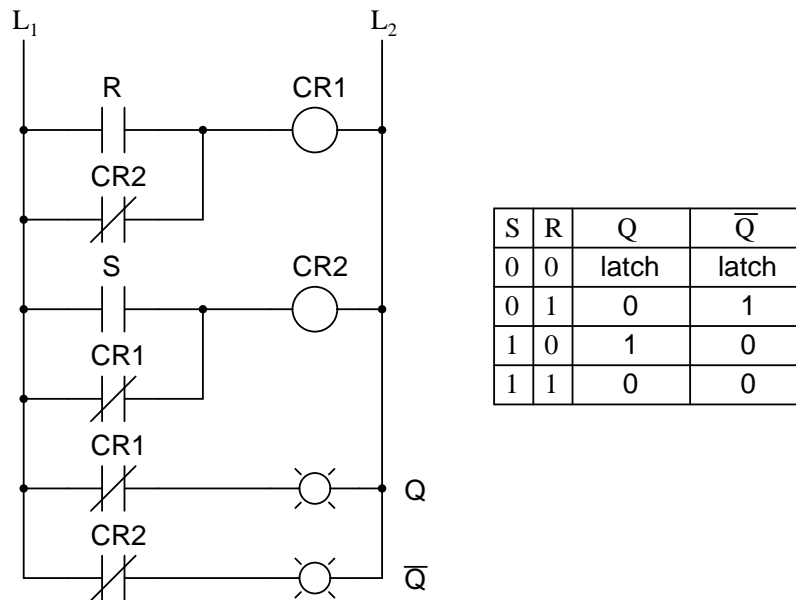 L₁ L₂
R CR1
CR2
S CR2
CR1
CR1
Q
CR2
Q̅
S R Q Q̅
0 0 latch latch
0 1 0 1
1 0 1 0
1 1 0 0